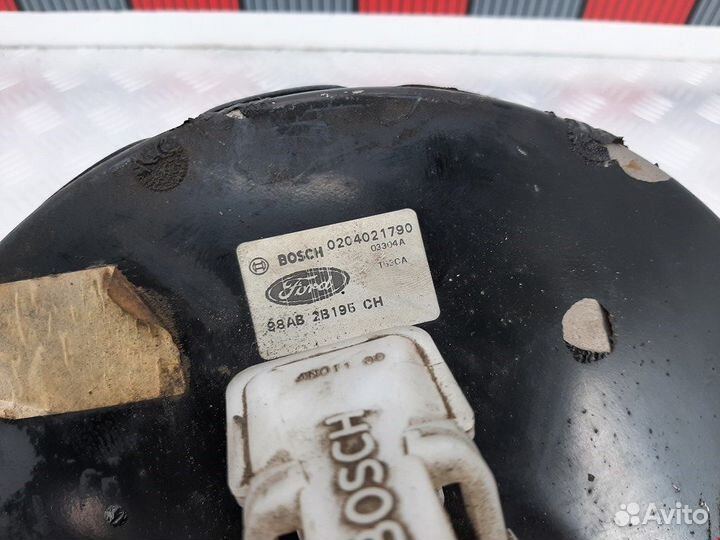 BOSCH 0204021790
03304A
Ford
98AB 2B195 CH
BOSCH
Avito